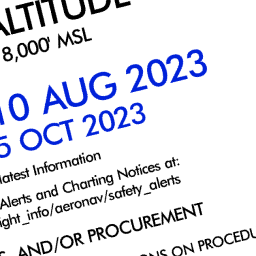 ALTITUDE
8,000' MSL
10 AUG 2023
5 OCT 2023
latest Information
Alerts and Charting Notices at:
ight_info/aeronav/safety_alerts
AND/OR PROCUREMENT
ONS ON PROCEDU